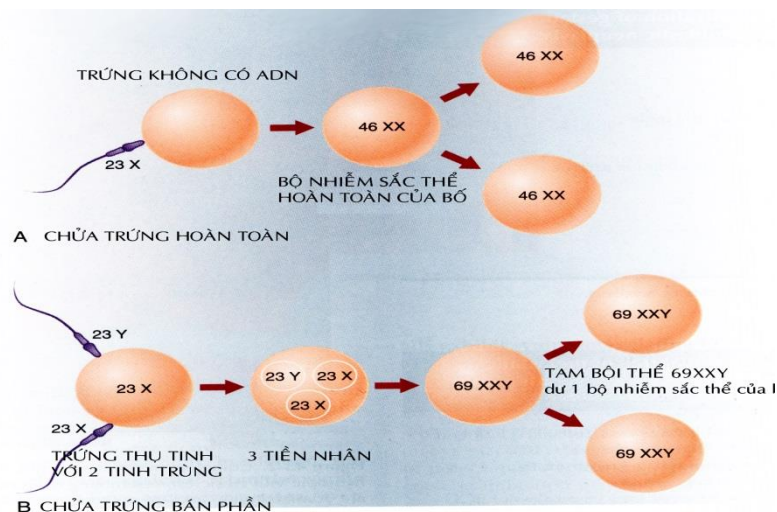 TRỨNG KHÔNG CÓ ADN
23 X
46 XX
46 XX
46 XX
BỘ NHIỄM SẮC THỂ
HOÀN TOÀN CỦA BỐ
A CHỬA TRỨNG HOÀN TOÀN
23 Y
23 X
23 X
TRỨNG THỤ TINH
VỚI 2 TINH TRÙNG
23 Y
23 X
23 X
3 TIỀN NHÂN
69 XXY
69 XXY
TAM BỘI THỂ 69XXY
dư 1 bộ nhiễm sắc thể của
69 XXY
B CHỬA TRỨNG BÁN PHẦN